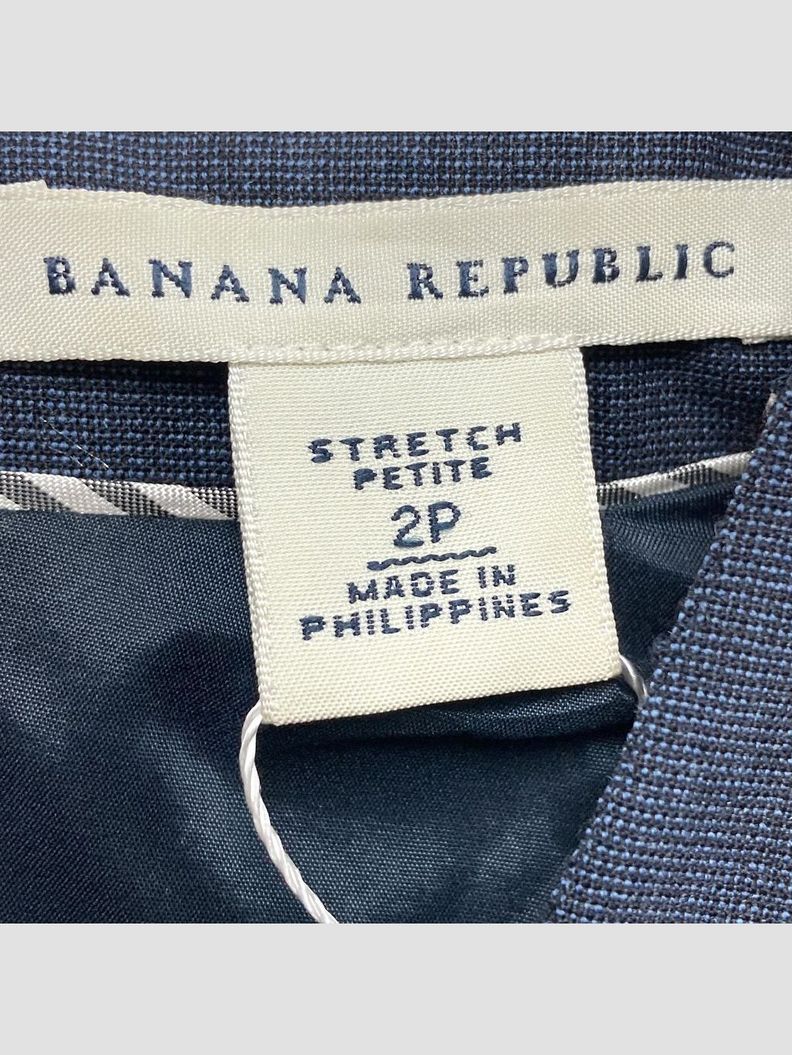 BANANA REPUBLIC
STRETCH
PETITE
2P
MADE IN
PHILIPPINES